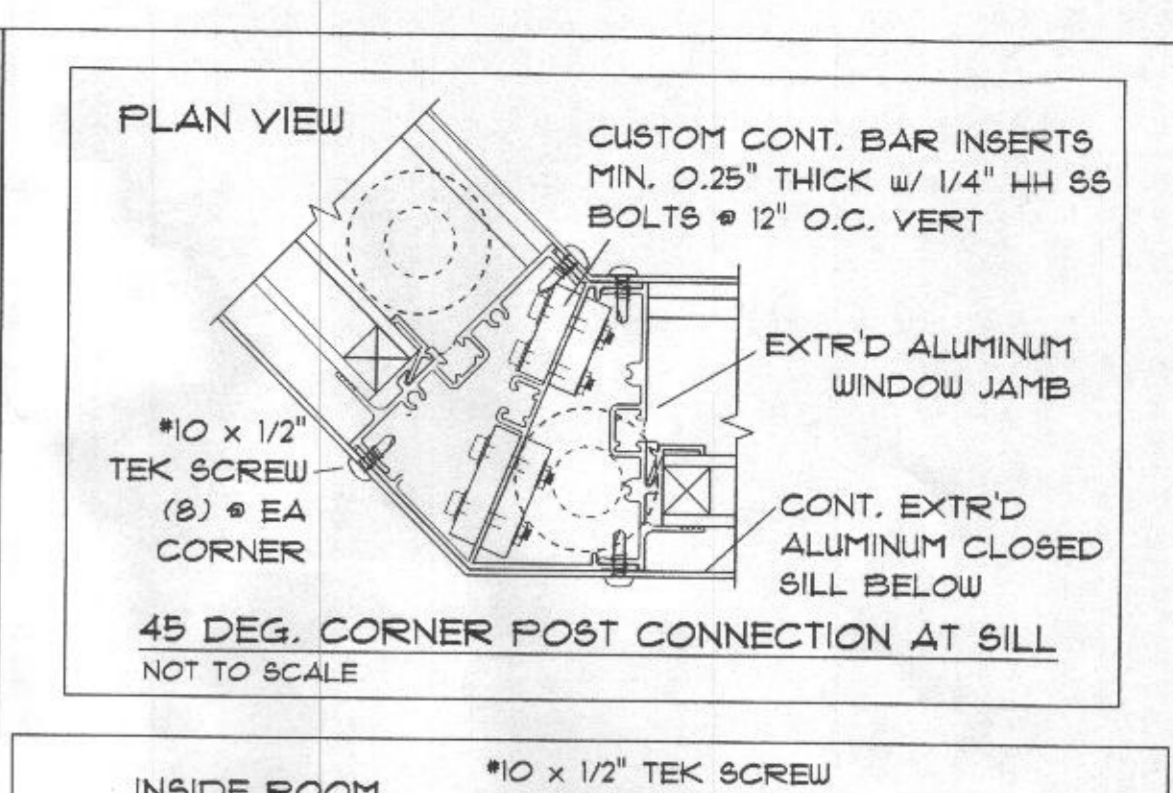 PLAN VIEW
CUSTOM CONT. BAR INSERTS
MIN. 0.25" THICK w/ 1/4" HH SS
BOLTS @ 12" O.C. VERT
EXTR'D ALUMINUM
WINDOW JAMB
#10 x 1/2"
TEK SCREW
(8) @ EA
CORNER
CONT. EXTR'D
ALUMINUM CLOSED
SILL BELOW
45 DEG. CORNER POST CONNECTION AT SILL
NOT TO SCALE
#10 x 1/2" TEK SCREW
INSIDE ROOM